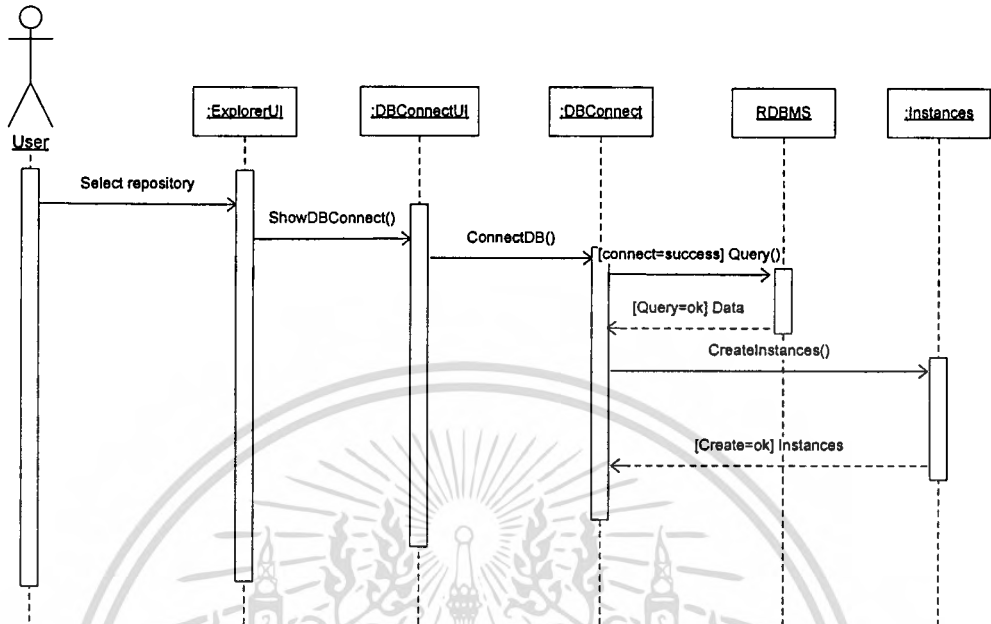 User
:ExplorerUI
:DBConnectUI
:DBConnect
RDBMS
:Instances
Select repository
ShowDBConnect()
ConnectDB()
[connect=success] Query()
[Query=ok] Data
CreateInstances()
[Create=ok] Instances